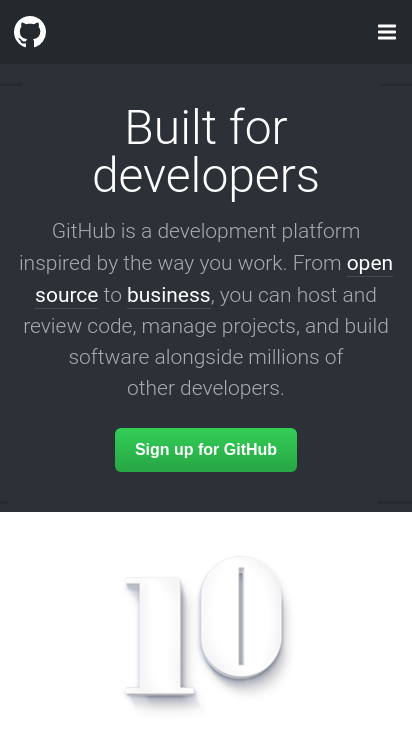 Built for
developers
GitHub is a development platform
inspired by the way you work. From open
source to business, you can host and
review code, manage projects, and build
software alongside millions of
other developers.
Sign up for GitHub
10